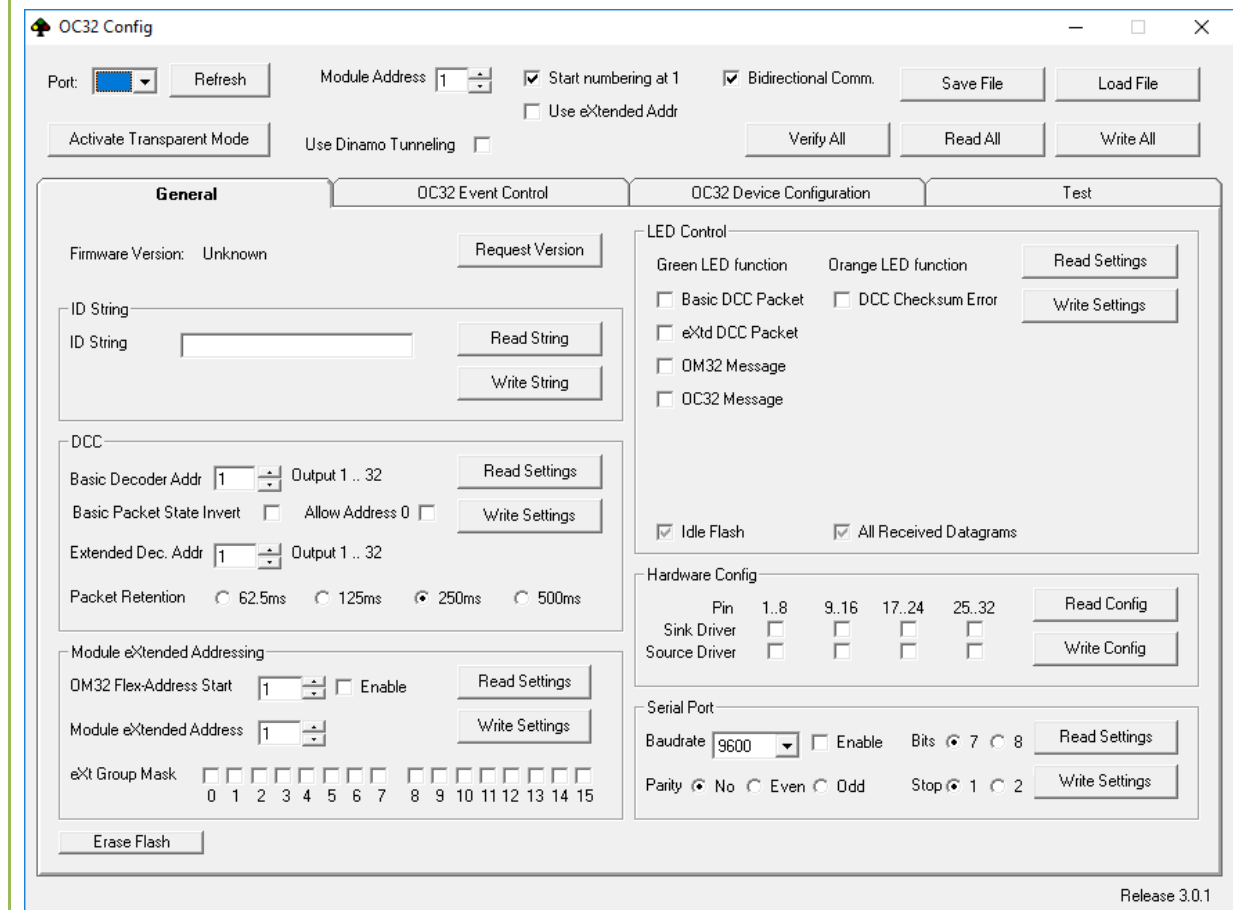 OC32 Config
Port: Refresh Module Address 1 Start numbering at 1 Bidirectional Comm. Save File Load File
Use eXtended Addr
Activate Transparent Mode Use Dinamo Tunneling Verify All Read All Write All
General OC32 Event Control OC32 Device Configuration Test
Firmware Version: Unknown Request Version
ID String
ID String Read String
Write String
DCC
Basic Decoder Addr 1 Output 1 .. 32 Read Settings
Basic Packet State Invert Allow Address 0 Write Settings
Extended Dec. Addr 1 Output 1 .. 32
Packet Retention 62.5ms 125ms 250ms 500ms
Module eXtended Addressing
OM32 Flex-Address Start 1 Enable Read Settings
Module eXtended Address 1 Write Settings
eXt Group Mask
0 1 2 3 4 5 6 7 8 9 10 11 12 13 14 15
Erase Flash
LED Control
Green LED function Orange LED function Read Settings
Basic DCC Packet DCC Checksum Error Write Settings
eXtd DCC Packet
OM32 Message
OC32 Message
Idle Flash All Received Datagrams
Hardware Config
Pin 1..8 9..16 17..24 25..32 Read Config
Sink Driver
Source Driver Write Config
Serial Port
Baudrate 9600 Enable Bits 7 8 Read Settings
Parity No Even Odd Stop 1 2 Write Settings
Release 3.0.1